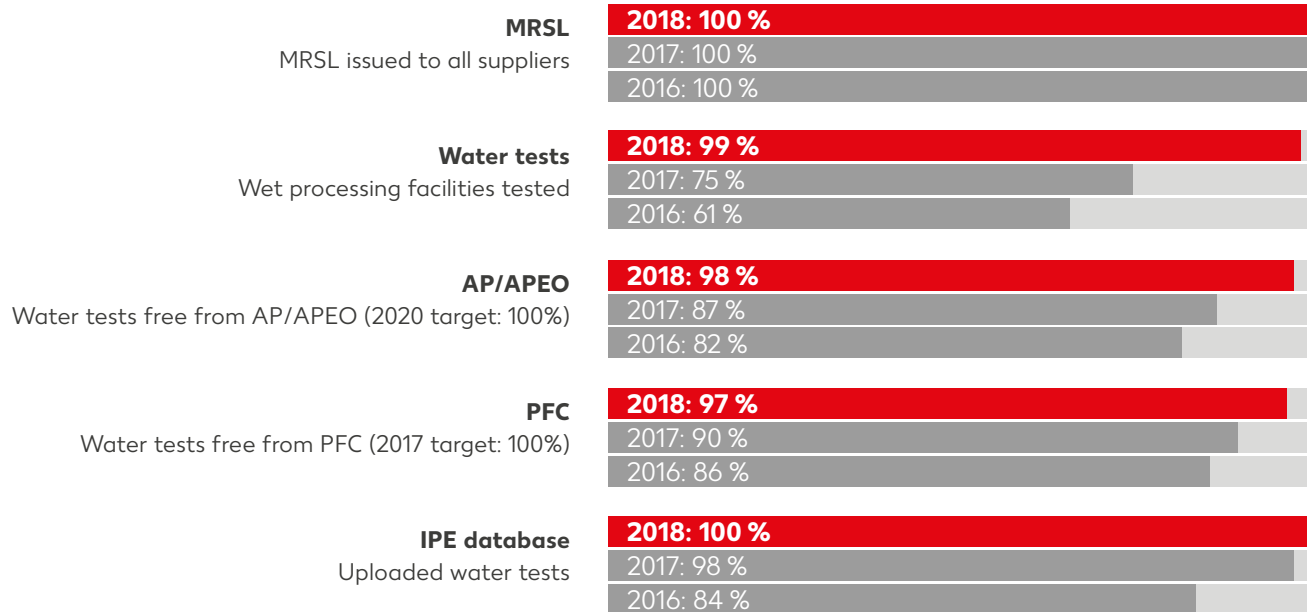 MRSL
MRSL issued to all suppliers
2018: 100 %
2017: 100 %
2016: 100 %
Water tests
Wet processing facilities tested
2018: 99 %
2017: 75 %
2016: 61 %
AP/APEO
Water tests free from AP/APEO (2020 target: 100%)
2018: 98 %
2017: 87 %
2016: 82 %
PFC
Water tests free from PFC (2017 target: 100%)
2018: 97 %
2017: 90 %
2016: 86 %
IPE database
Uploaded water tests
2018: 100 %
2017: 98 %
2016: 84 %